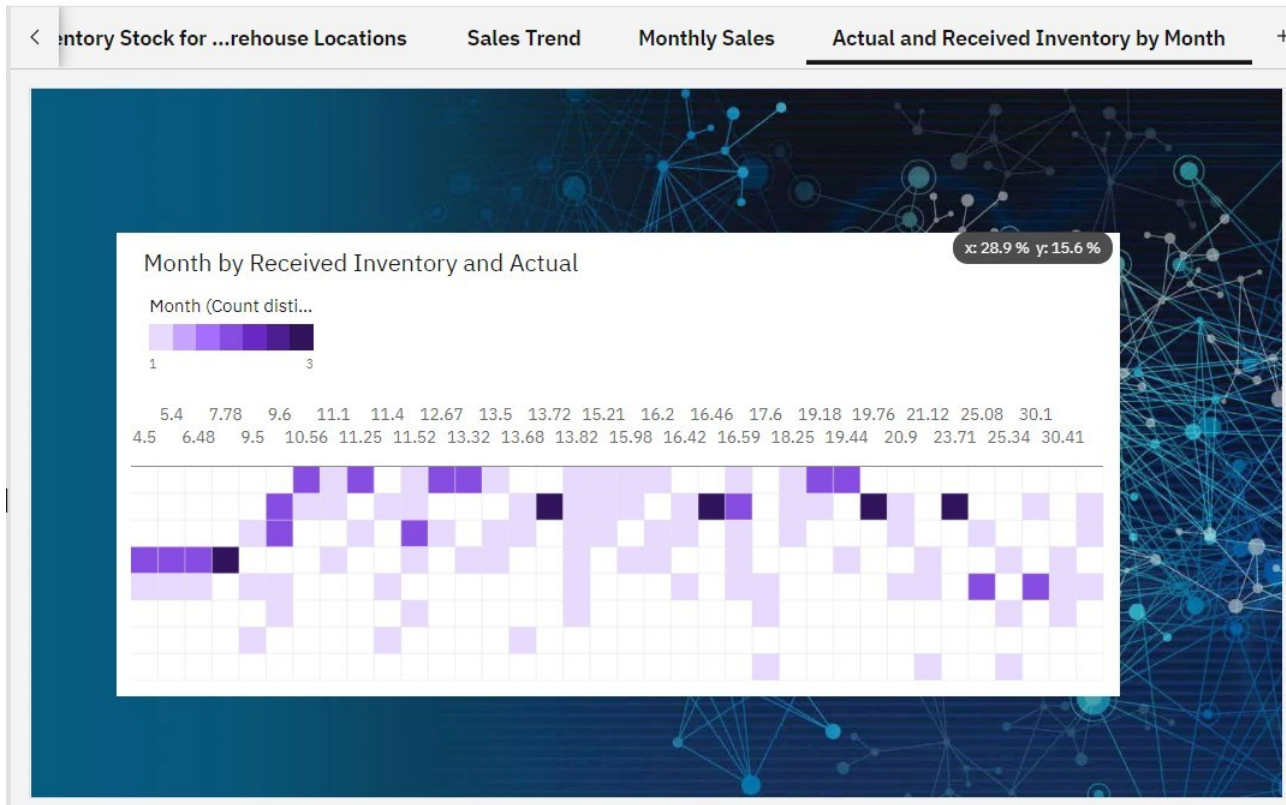 entory Stock for ...rehouse Locations Sales Trend Monthly Sales Actual and Received Inventory by Month +
x: 28.9 % y: 15.6 %
Month by Received Inventory and Actual
Month (Count disti...
1 3
5.4 7.78 9.6 11.1 11.4 12.67 13.5 13.72 15.21 16.2 16.46 17.6 19.18 19.76 21.12 25.08 30.1
4.5 6.48 9.5 10.56 11.25 11.52 13.32 13.68 13.82 15.98 16.42 16.59 18.25 19.44 20.9 23.71 25.34 30.41